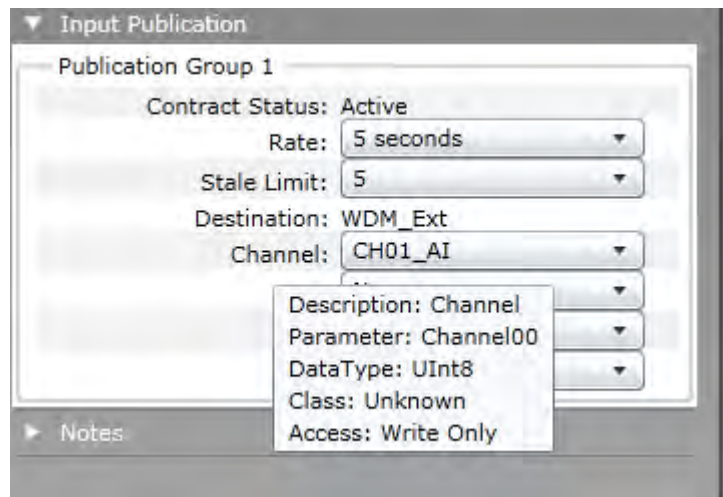 Input Publication
Publication Group 1
Contract Status: Active
Rate: 5 seconds
Stale Limit: 5
Destination: WDM_Ext
Channel: CH01_AI
Description: Channel
Parameter: Channel00
DataType: UInt8
Class: Unknown
Access: Write Only
Notes